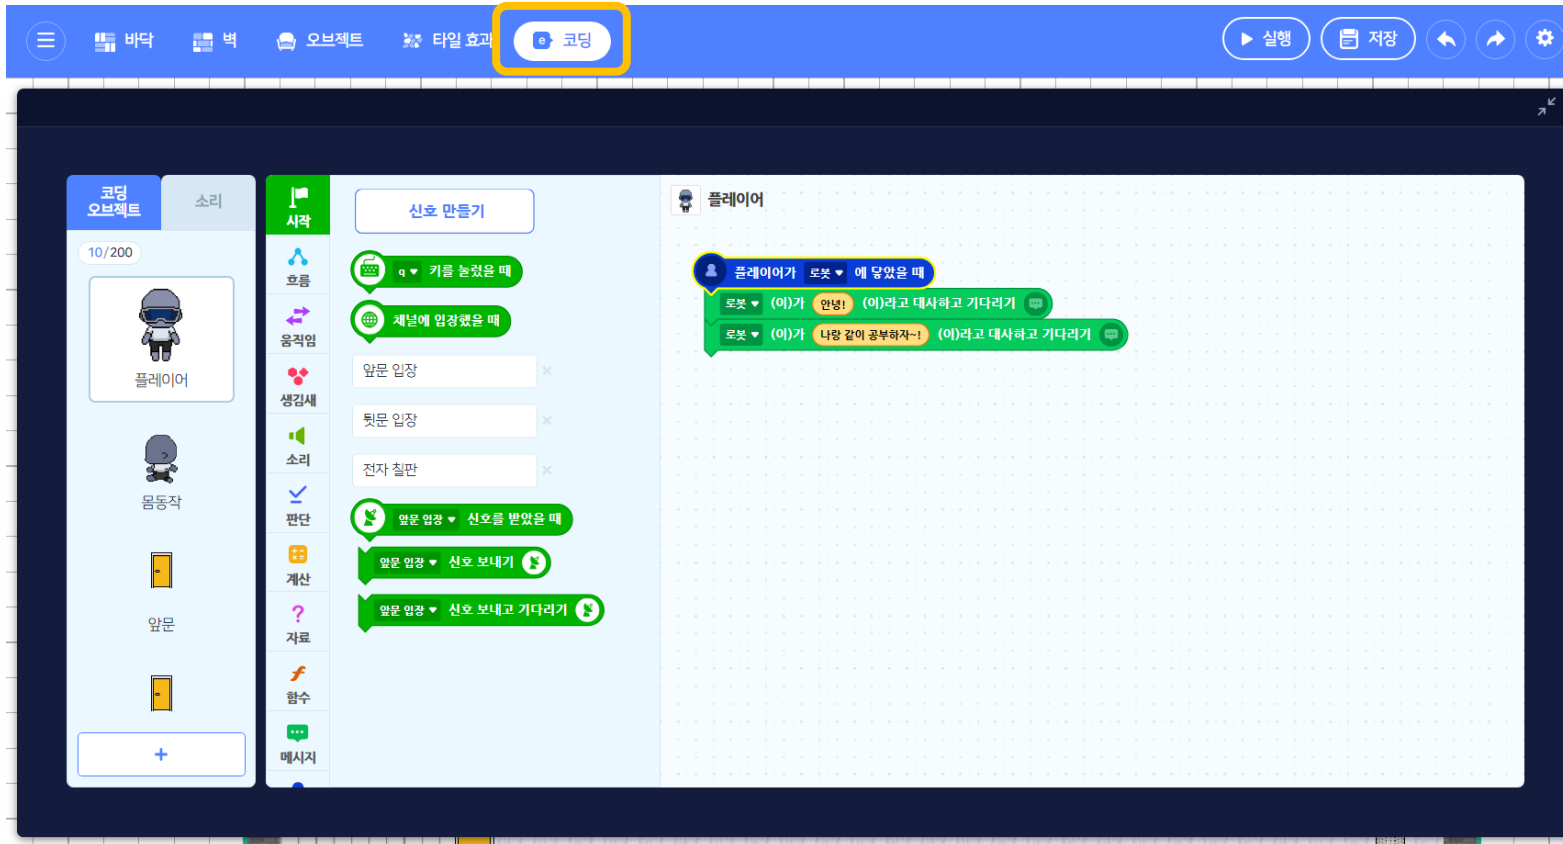 바닥
벽
오브젝트
타일 효과
e 코딩
실행
저장
코딩
오브젝트
소리
10/200
플레이어
몸동작
앞문
+
시작
흐름
움직임
생김새
소리
판단
계산
?
자료
함수
메시지
신호 만들기
q ▼ 키를 눌렀을 때
채널에 입장했을 때
앞문 입장 ×
뒷문 입장 ×
전자 칠판 ×
앞문 입장 ▼ 신호를 받았을 때
앞문 입장 ▼ 신호 보내기
앞문 입장 ▼ 신호 보내고 기다리기
플레이어
플레이어가 로봇 ▼ 에 닿았을 때
로봇 ▼ (이)가 안녕! (이)라고 대사하고 기다리기
로봇 ▼ (이)가 나랑 같이 공부하자~! (이)라고 대사하고 기다리기